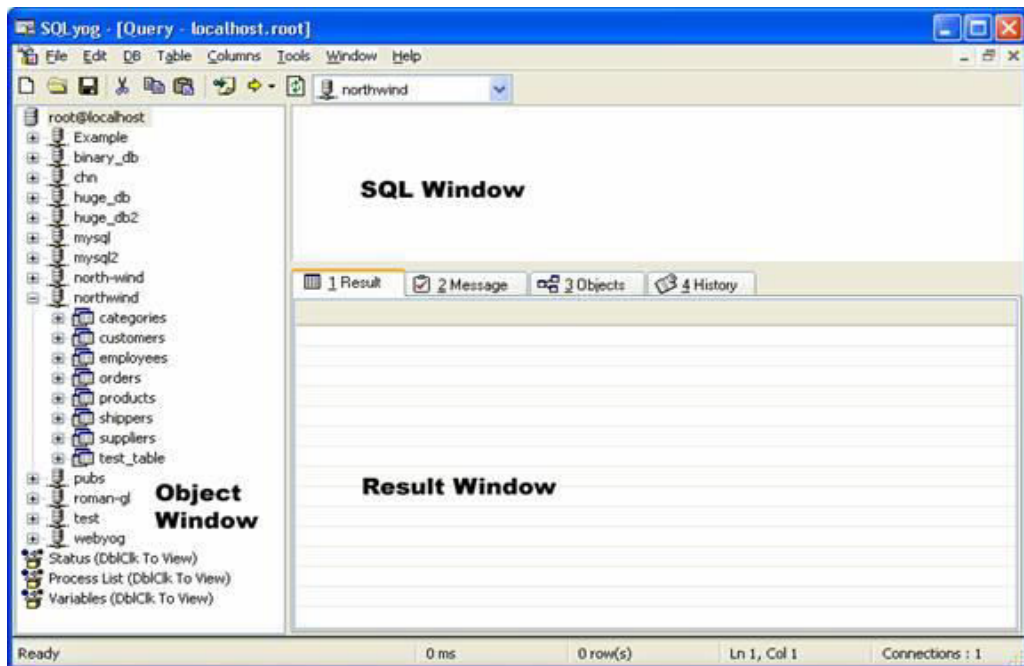 SQLyog - [Query - localhost.root]
File Edit DB Table Columns Tools Window Help
northwind
root@localhost
Example
binary_db
chn
huge_db
huge_db2
mysql
mysql2
north-wind
northwind
categories
customers
employees
orders
products
shippers
suppliers
test_table
pubs
roman-gl
test
webyog
Status (DblClk To View)
Process List (DblClk To View)
Variables (DblClk To View)
Object
Window
SQL Window
1 Result 2 Message 3 Objects 4 History
Result Window
Ready 0 ms 0 row(s) Ln 1, Col 1 Connections : 1